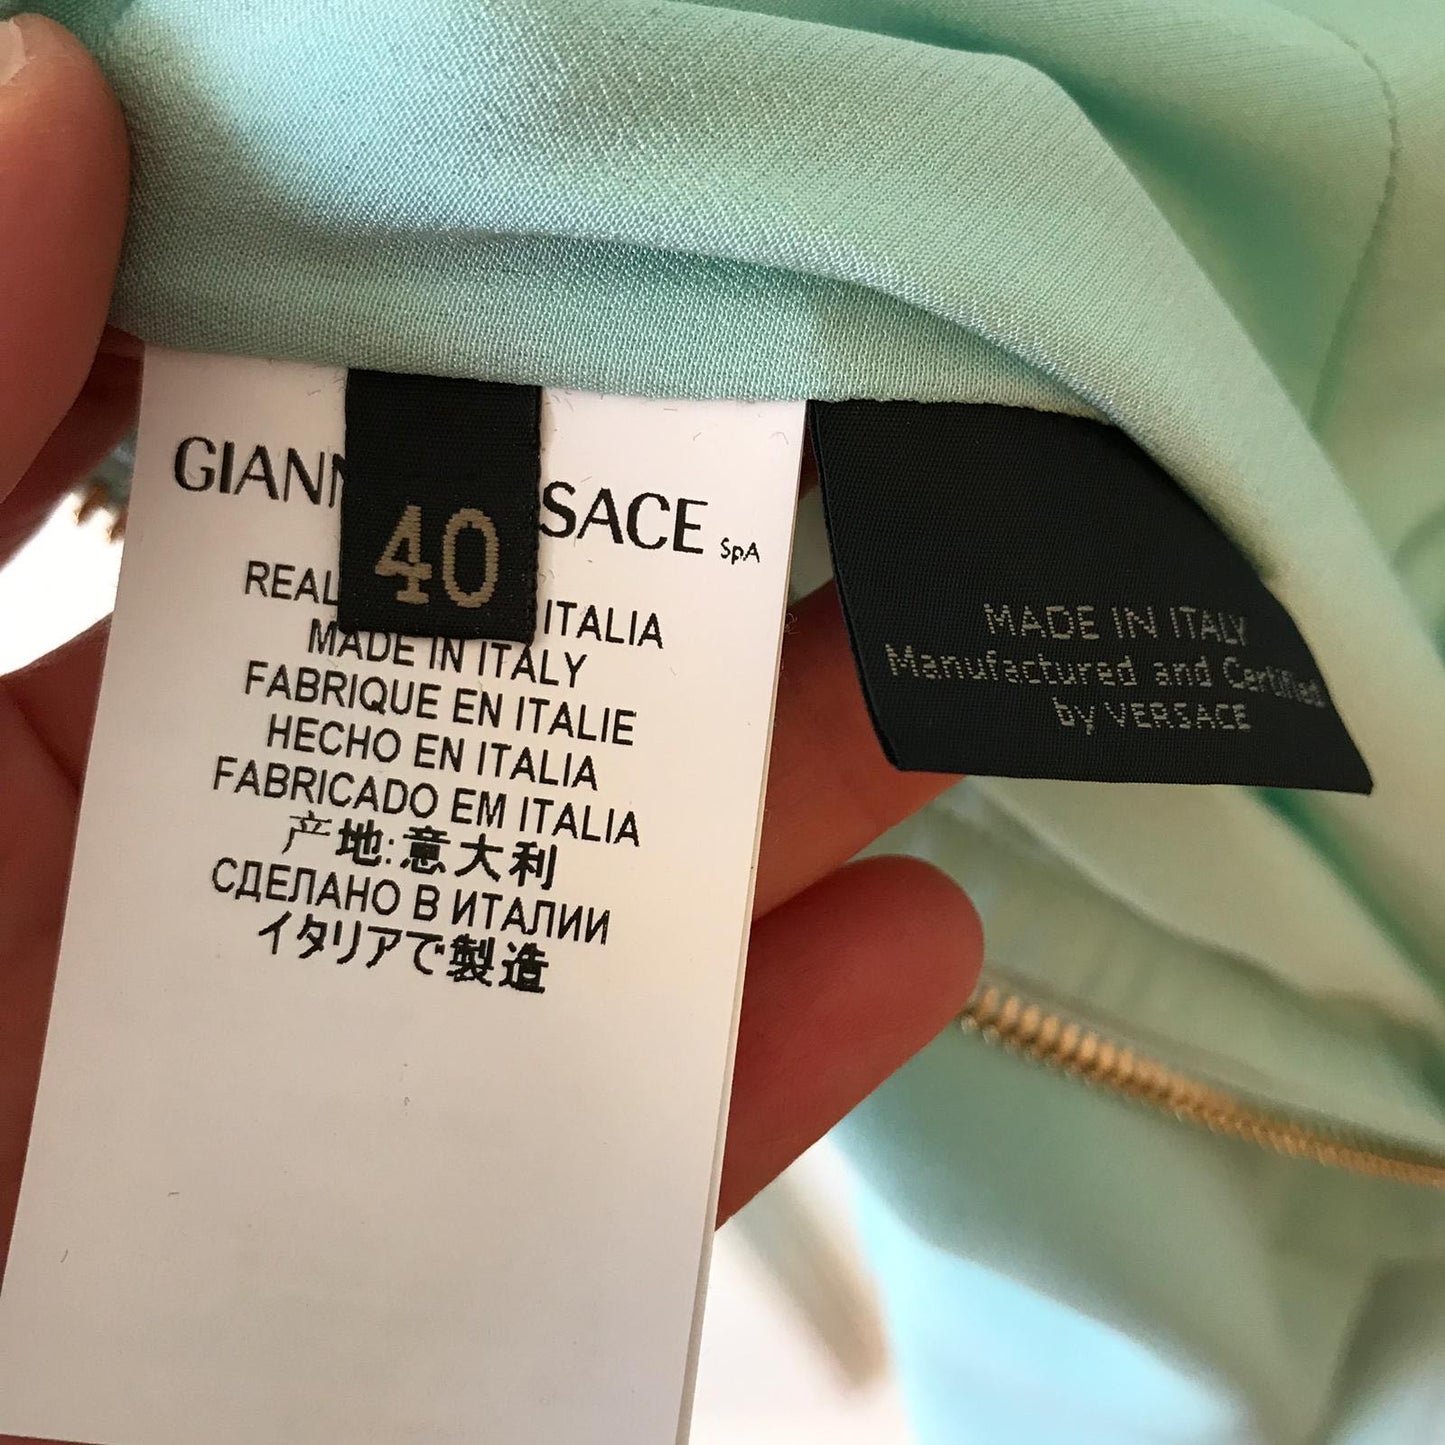 GIANN SACE SpA
40
REAL ITALIA
MADE IN ITALY
FABRIQUE EN ITALIE
HECHO EN ITALIA
FABRICADO EM ITALIA
产地:意大利
СДЕЛАНО В ИТАЛИИ
イタリアで製造
MADE IN ITALY
Manufactured and Certified
by VERSACE